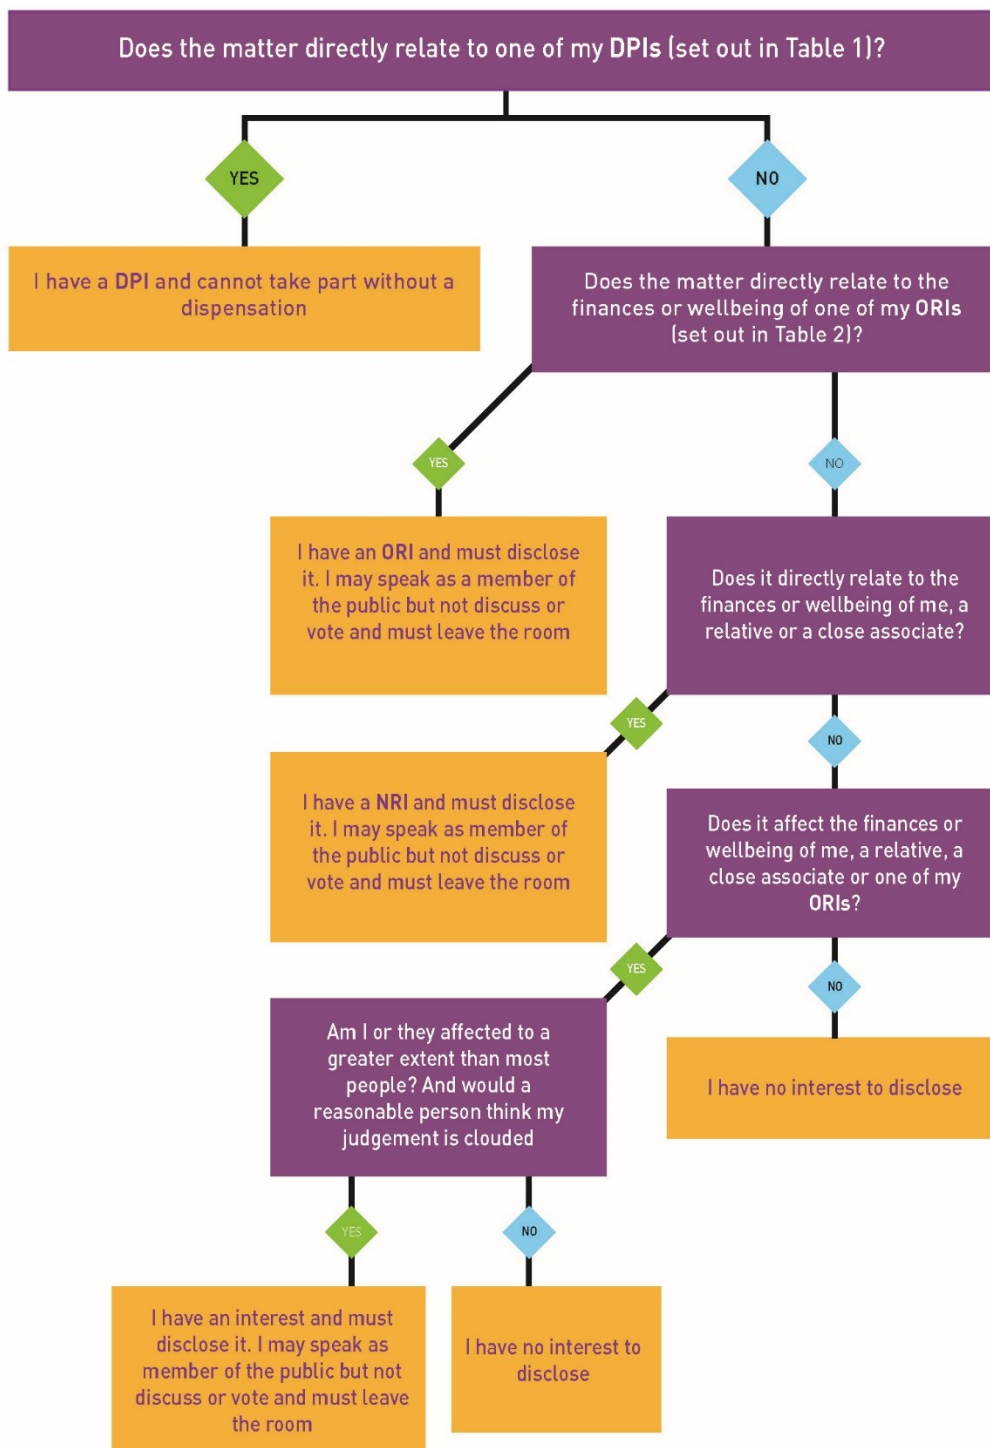 Does the matter directly relate to one of my DPIs (set out in Table 1)?
YES
NO
I have a DPI and cannot take part without a
dispensation
Does the matter directly relate to the
finances or wellbeing of one of my ORIs
(set out in Table 2)?
YES
NO
I have an ORI and must disclose
it. I may speak as a member of
the public but not discuss or
vote and must leave the room
Does it directly relate to the
finances or wellbeing of me, a
relative or a close associate?
YES
NO
I have a NRI and must disclose
it. I may speak as member of
the public but not discuss or
vote and must leave the room
Does it affect the finances or
wellbeing of me, a relative, a
close associate or one of my
ORIs?
YES
NO
Am I or they affected to a
greater extent than most
people? And would a
reasonable person think my
judgement is clouded
I have no interest to disclose
YES
NO
I have an interest and must
disclose it. I may speak as
member of the public but not
discuss or vote and must leave
the room
I have no interest to
disclose